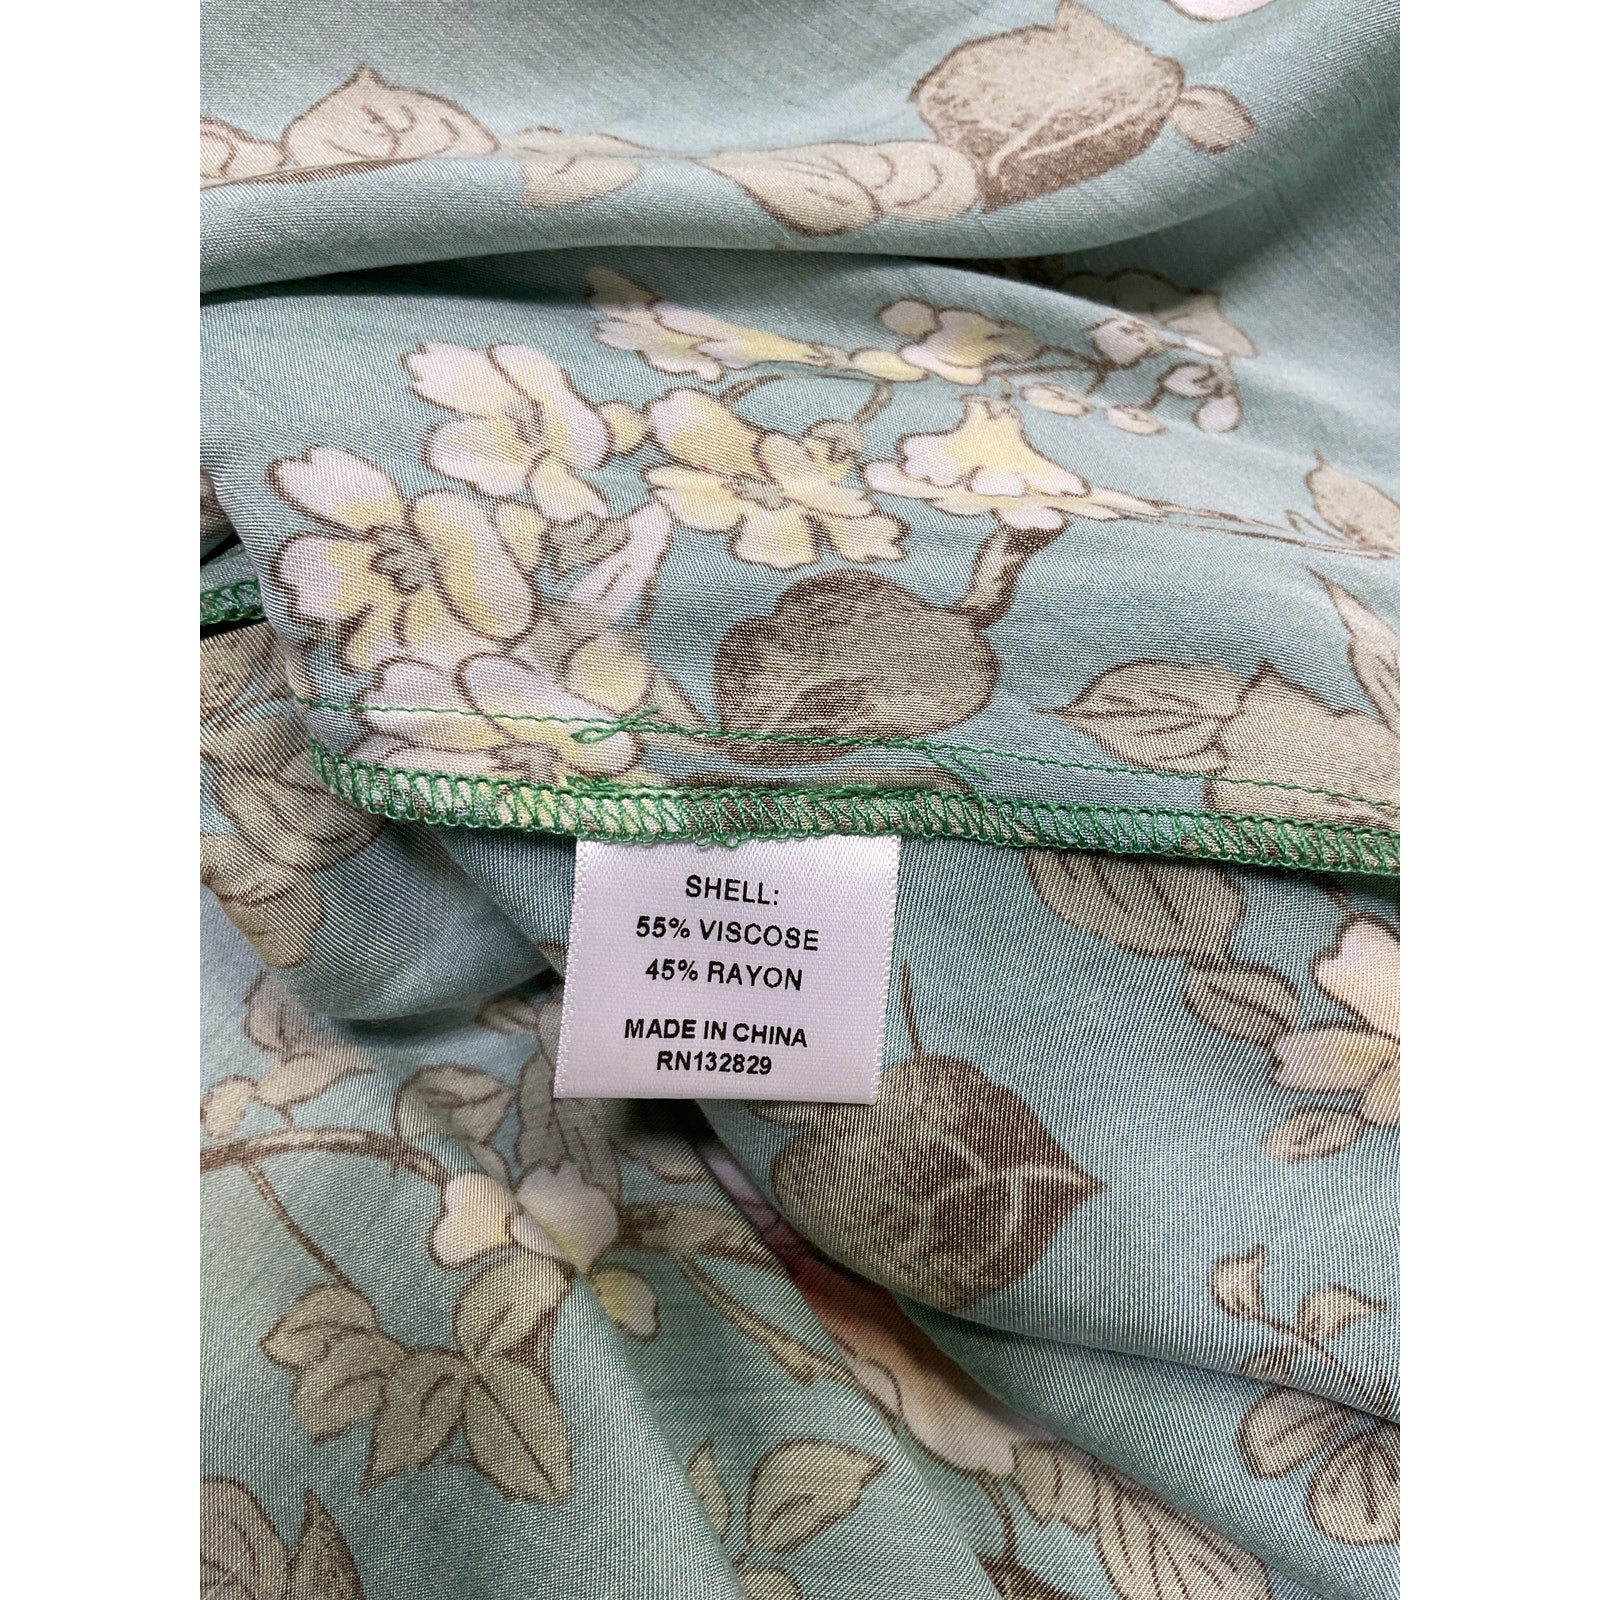 SHELL:
55% VISCOSE
45% RAYON
MADE IN CHINA
RN132829